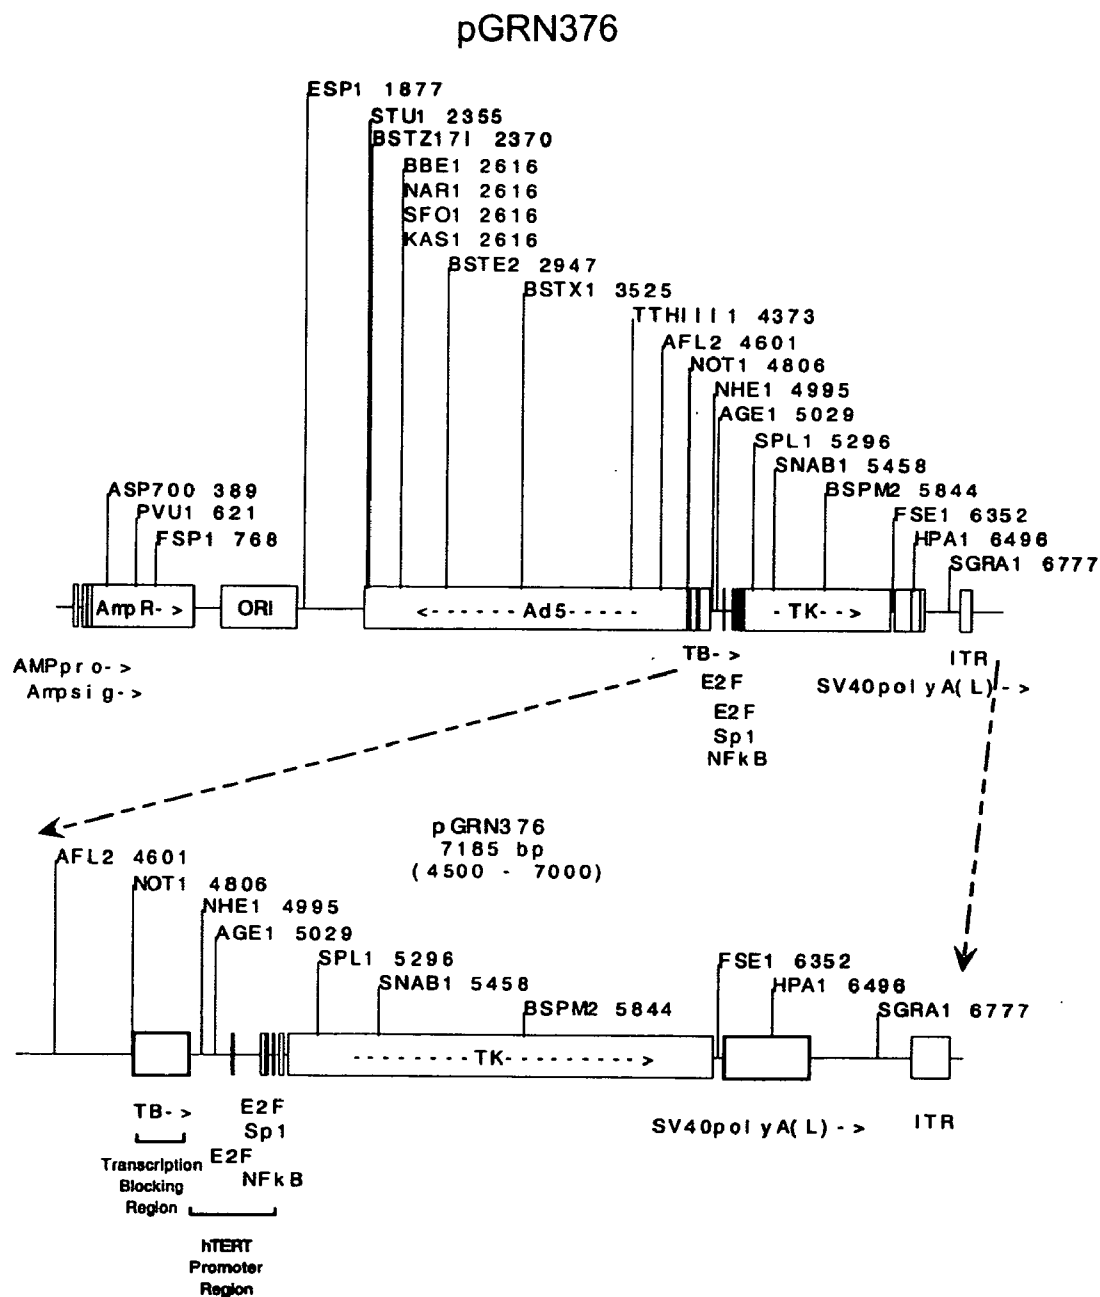 pGRN376
ESP1 1877
STU1 2355
BSTZ17I 2370
BBE1 2616
NAR1 2616
SFO1 2616
KAS1 2616
BSTE2 2947
BSTX1 3525
TTHIII1 4373
AFL2 4601
NOT1 4806
NHE1 4995
AGE1 5029
SPL1 5296
SNAB1 5458
BSPM2 5844
FSE1 6352
HPA1 6496
SGRA1 6777
ASP700 389
PVU1 621
FSP1 768
AmpR->
ORI
<------ Ad5------
-TK-->
AMPpro->
Ampsig->
TB->
E2F
E2F
Sp1
NFkB
ITR
SV40polyA(L)->
pGRN376
7185 bp
(4500 - 7000)
AFL2 4601
NOT1 4806
NHE1 4995
AGE1 5029
SPL1 5296
SNAB1 5458
BSPM2 5844
FSE1 6352
HPA1 6496
SGRA1 6777
---------TK--------->
TB->
E2F
Sp1
E2F
NFkB
SV40polyA(L)->
ITR
Transcription
Blocking
Region
hTERT
Promoter
Region